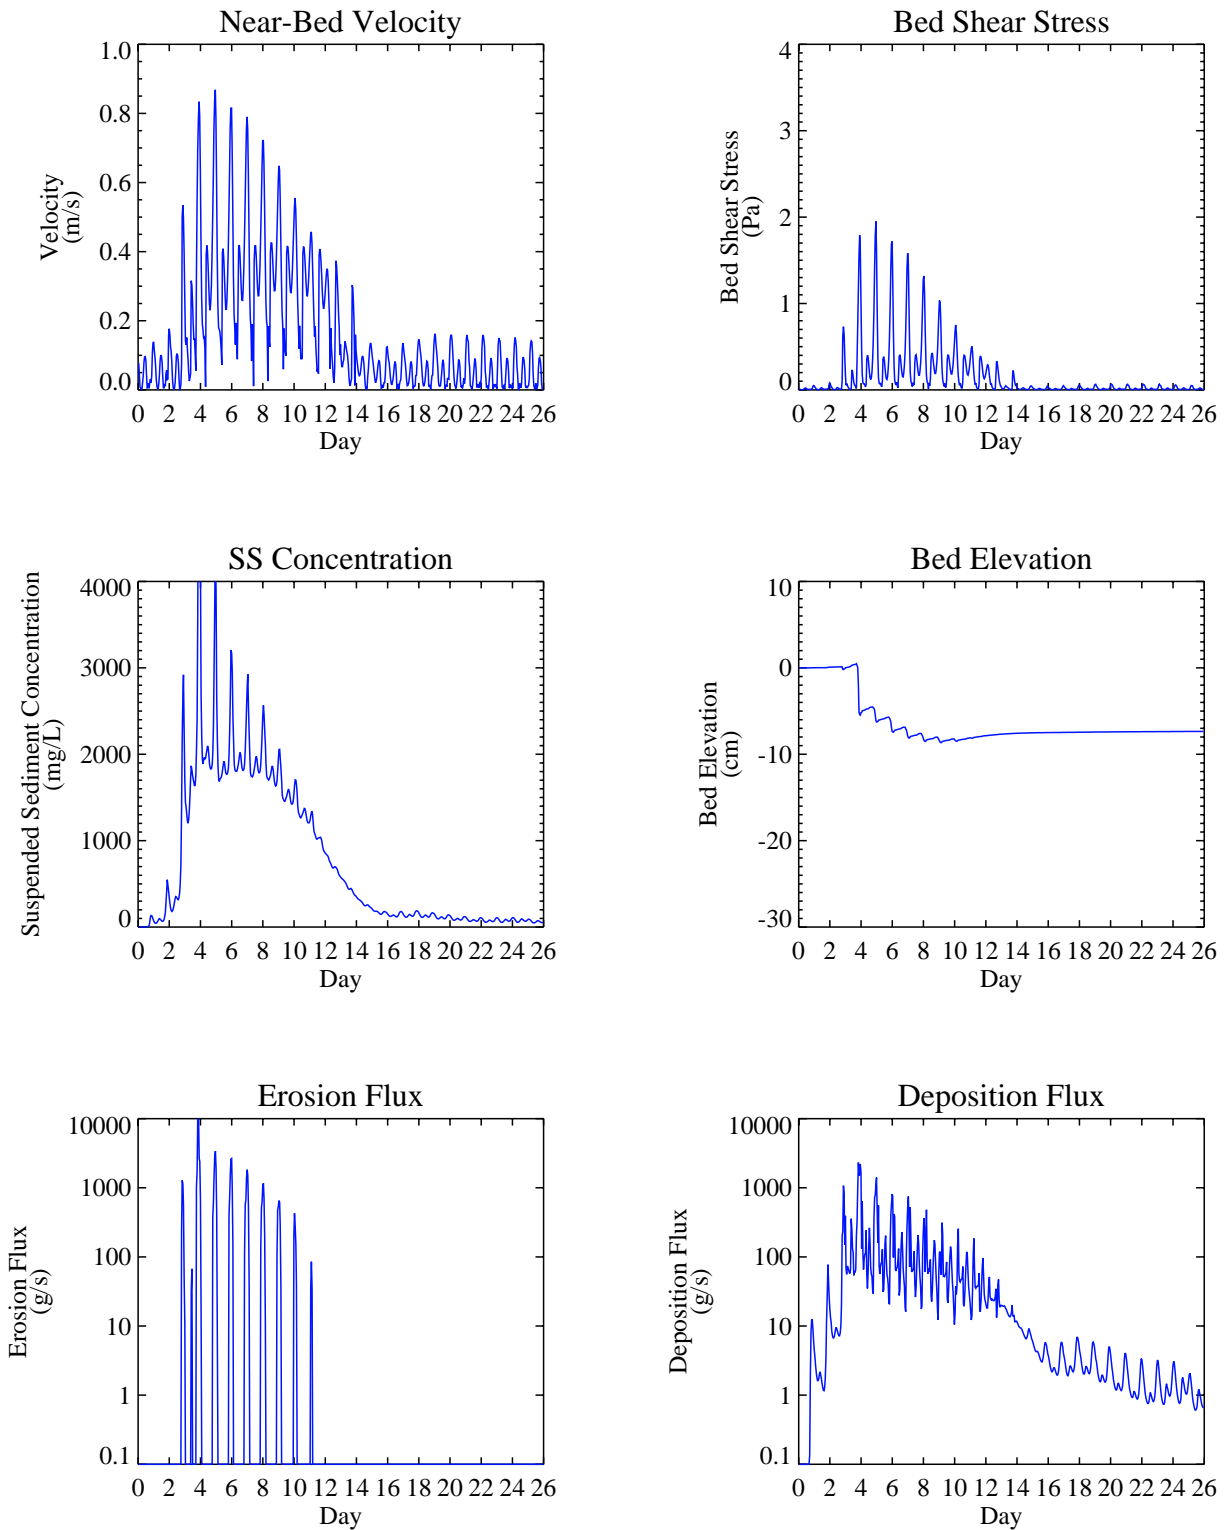 Near-Bed Velocity
1.0
0.8
0.6
0.4
0.2
0.0
Velocity
(m/s)
0 2 4 6 8 10 12 14 16 18 20 22 24 26
Day
Bed Shear Stress
4
3
2
1
0
Bed Shear Stress
(Pa)
0 2 4 6 8 10 12 14 16 18 20 22 24 26
Day
SS Concentration
4000
3000
2000
1000
0
Suspended Sediment Concentration
(mg/L)
0 2 4 6 8 10 12 14 16 18 20 22 24 26
Day
Bed Elevation
10
0
-10
-20
-30
Bed Elevation
(cm)
0 2 4 6 8 10 12 14 16 18 20 22 24 26
Day
Erosion Flux
10000
1000
100
10
1
0.1
Erosion Flux
(g/s)
0 2 4 6 8 10 12 14 16 18 20 22 24 26
Day
Deposition Flux
10000
1000
100
10
1
0.1
Deposition Flux
(g/s)
0 2 4 6 8 10 12 14 16 18 20 22 24 26
Day